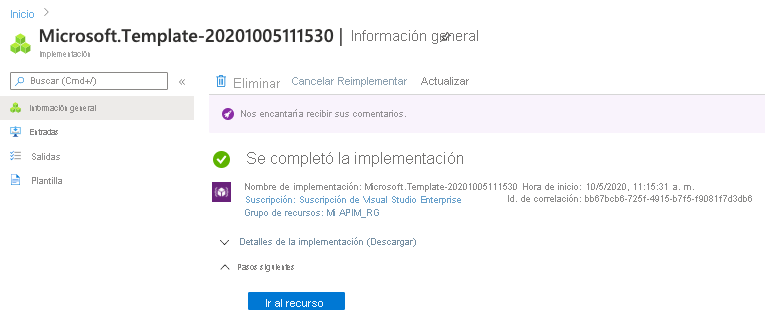 Inicio >
Microsoft.Template-20201005111530 | Información general
Implementación
Buscar (Cmd+/) «
Información general
Entradas
Salidas
Plantilla
Eliminar Cancelar Reimplementar Actualizar
Nos encantaría recibir sus comentarios.
Se completó la implementación
Nombre de implementación: Microsoft.Template-20201005111530 Hora de inicio: 10/5/2020, 11:15:31 a. m.
Suscripción: Suscripción de Visual Studio Enterprise Id. de correlación: bb67bcb6-725f-4915-b7f5-f9081f7d3db6
Grupo de recursos: Mi APIM_RG
Detalles de la implementación (Descargar)
Pasos siguientes
Ir al recurso